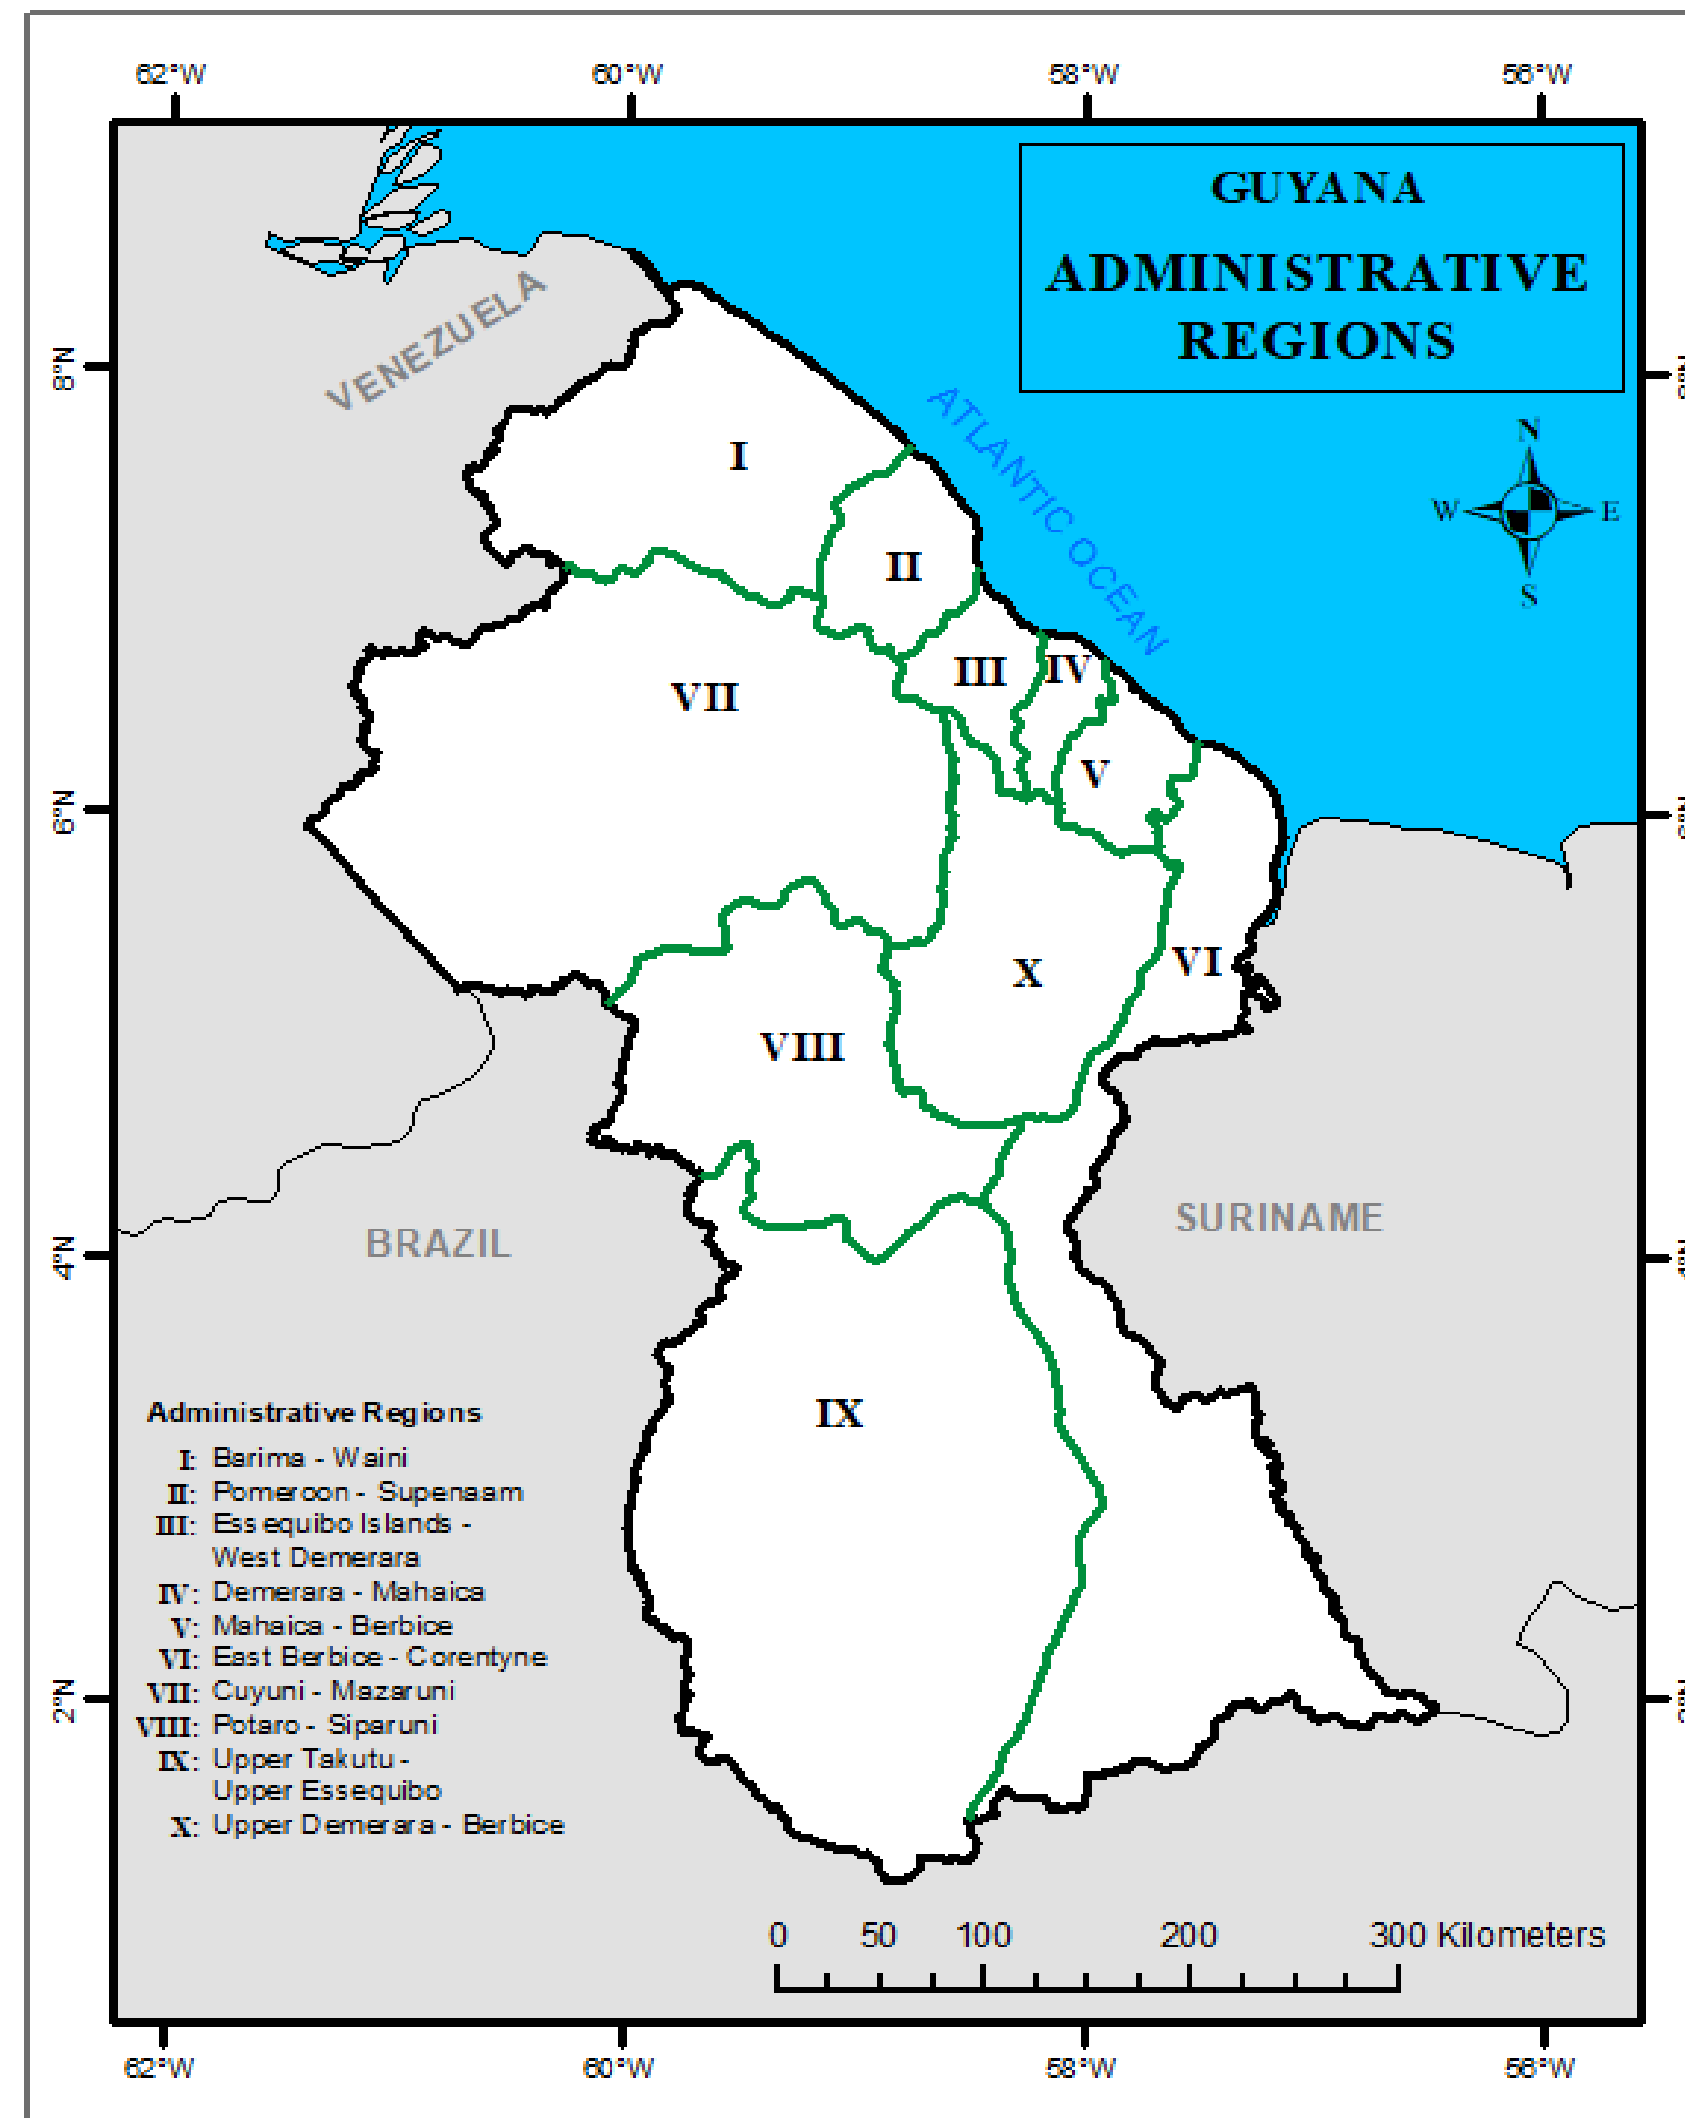 62°W 60°W 58°W 56°W
GUYANA
ADMINISTRATIVE
REGIONS
VENEZUELA
8°N
ATLANTIC OCEAN
N
W E
S
I
II
III IV
VII
V
6°N
VI
X
VIII
SURINAME
BRAZIL
4°N
IX
Administrative Regions
I: Barima - Waini
II: Pomeroon - Supenaam
III: Essequibo Islands -
West Demerara
IV: Demerara - Mahaica
V: Mahaica - Berbice
VI: East Berbice - Corentyne
VII: Cuyuni - Mazaruni
VIII: Potaro - Siparuni
IX: Upper Takutu -
Upper Essequibo
X: Upper Demerara - Berbice
2°N
0 50 100 200 300 Kilometers
62°W 60°W 58°W 56°W